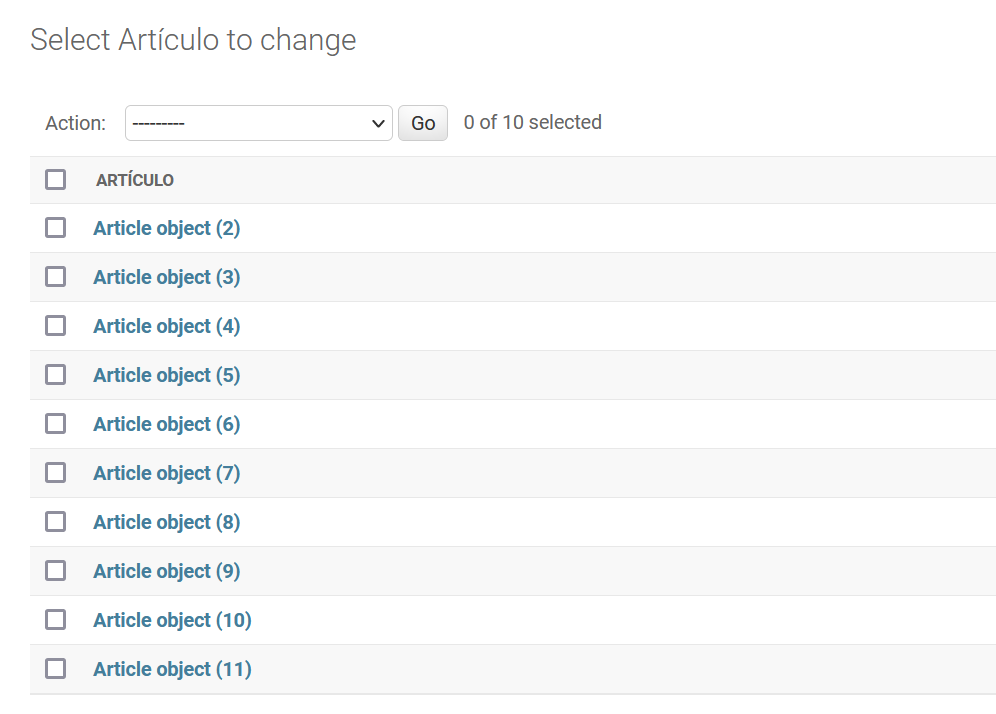 Select Artículo to change
Action: --------- Go 0 of 10 selected
ARTÍCULO
Article object (2)
Article object (3)
Article object (4)
Article object (5)
Article object (6)
Article object (7)
Article object (8)
Article object (9)
Article object (10)
Article object (11)